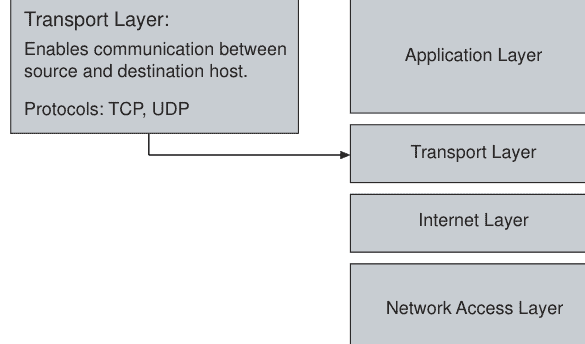 Transport Layer:
Enables communication between
source and destination host.
Protocols: TCP, UDP
Application Layer
Transport Layer
Internet Layer
Network Access Layer